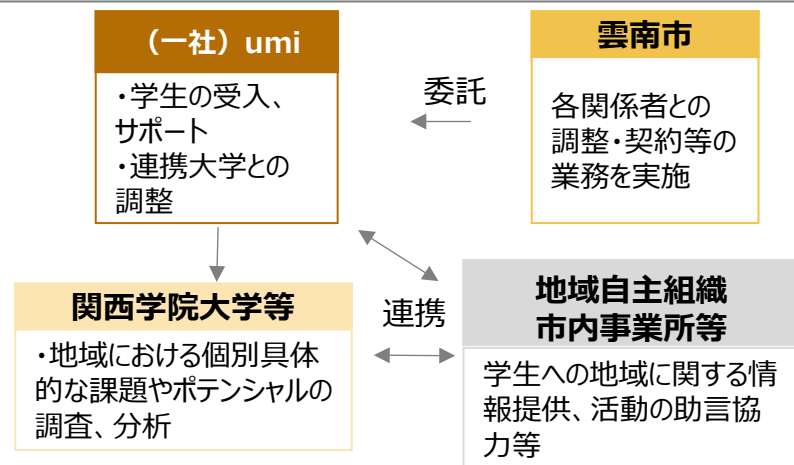 （一社）umi
・学生の受入、
サポート
・連携大学との
調整
委託
雲南市
各関係者との
調整・契約等の
業務を実施
関西学院大学等
・地域における個別具体
的な課題やポテンシャルの
調査、分析
連携
地域自主組織
市内事業所等
学生への地域に関する情
報提供、活動の助言協
力等